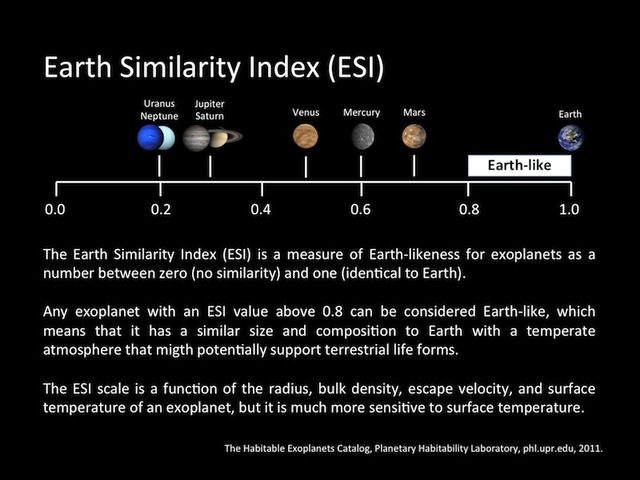 Earth Similarity Index (ESI)
Uranus
Neptune
Jupiter
Saturn
Venus
Mercury
Mars
Earth
Earth-like
0.0
0.2
0.4
0.6
0.8
1.0
The Earth Similarity Index (ESI) is a measure of Earth-likeness for exoplanets as a
number between zero (no similarity) and one (identical to Earth).
Any exoplanet with an ESI value above 0.8 can be considered Earth-like, which
means that it has a similar size and composition to Earth with a temperate
atmosphere that migth potentially support terrestrial life forms.
The ESI scale is a function of the radius, bulk density, escape velocity, and surface
temperature of an exoplanet, but it is much more sensitive to surface temperature.
The Habitable Exoplanets Catalog, Planetary Habitability Laboratory, phl.upr.edu, 2011.